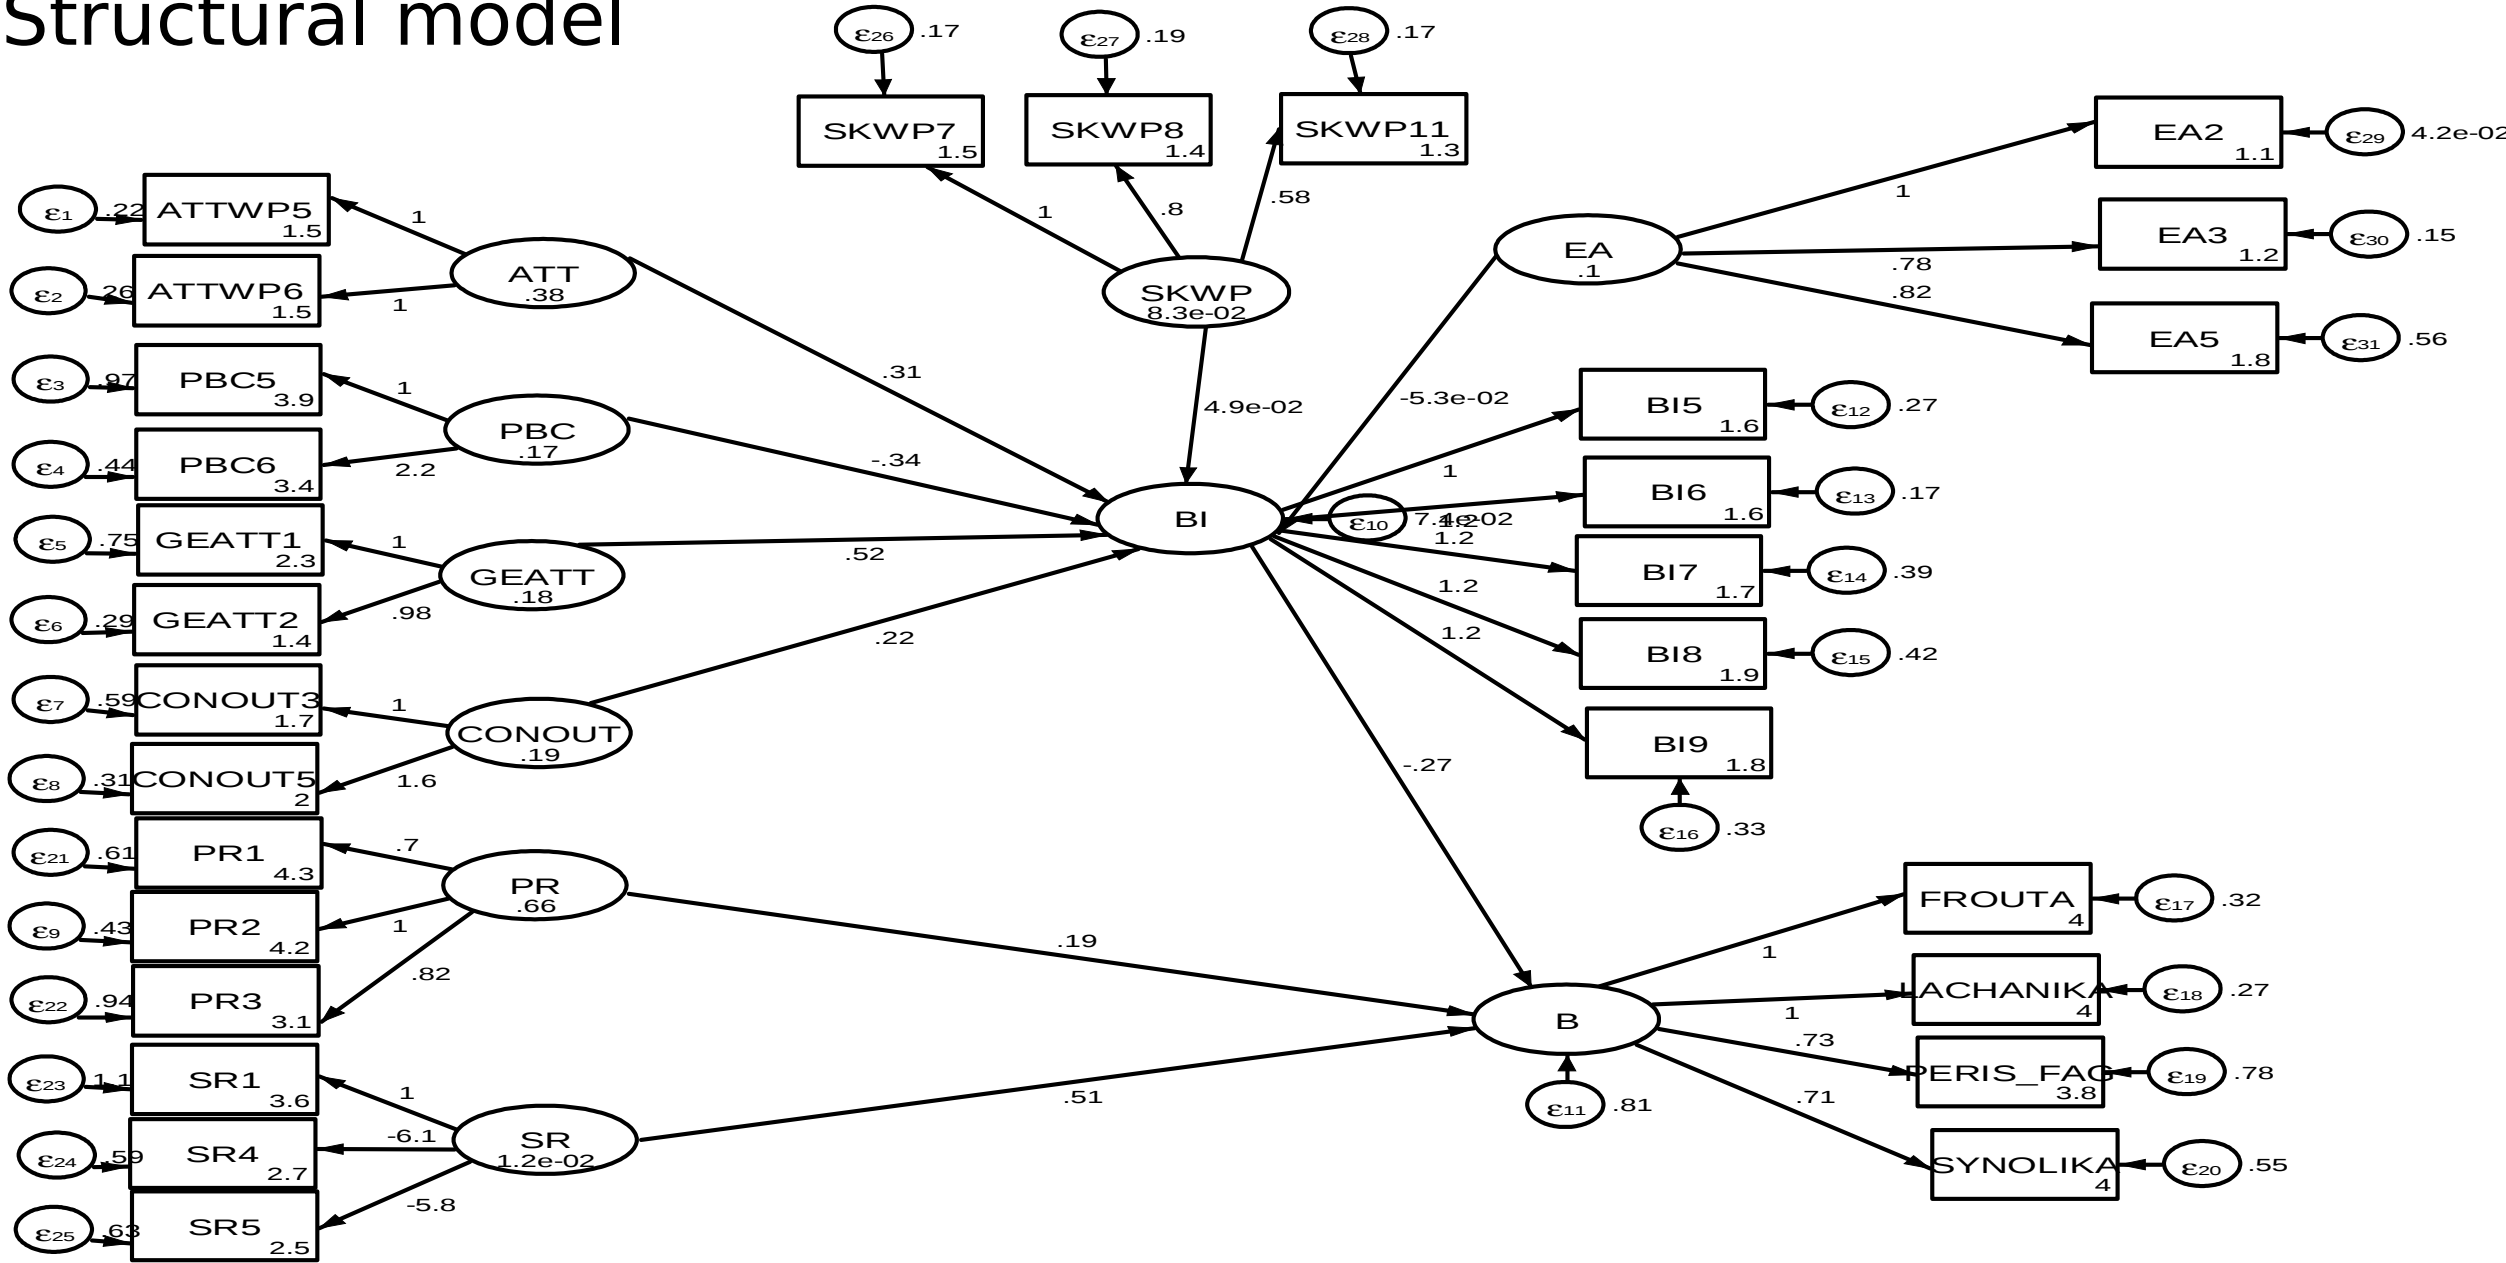 Structural model
ε26 .17
ε27 .19
ε28 .17
SKWP7 1.5
SKWP8 1.4
SKWP11 1.3
1
.8
.58
SKWP
8.3e-02
4.9e-02
EA
.1
-5.3e-02
1
.78
.82
EA2 1.1
ε29 4.2e-02
EA3 1.2
ε30 .15
EA5 1.8
ε31 .56
ε1 .22 ATTWP5 1.5
1
ε2 .26 ATTWP6 1.5
1
ATT
.38
.31
ε3 .97 PBC5 3.9
1
ε4 .44 PBC6 3.4
2.2
PBC
.17
-.34
ε5 .75 GEATT1 2.3
1
ε6 .29 GEATT2 1.4
.98
GEATT
.18
.52
ε7 .59 CONOUT3 1.7
1
ε8 .31 CONOUT5 2
1.6
CONOUT
.19
.22
ε21 .61 PR1 4.3
.7
ε9 .43 PR2 4.2
1
ε22 .94 PR3 3.1
.82
PR
.66
.19
ε23 1.1 SR1 3.6
1
ε24 .59 SR4 2.7
-6.1
ε25 .63 SR5 2.5
-5.8
SR
1.2e-02
.51
BI
ε10 7.4e-02
1
BI5 1.6
ε12 .27
1.2
BI6 1.6
ε13 .17
1.2
BI7 1.7
ε14 .39
1.2
BI8 1.9
ε15 .42
1.2
BI9 1.8
ε16 .33
-.27
B
ε11 .81
1
FROUTA 4
ε17 .32
1
LACHANIKA 4
ε18 .27
.73
PERIS_FAG 3.8
ε19 .78
.71
SYNOLIKA 4
ε20 .55